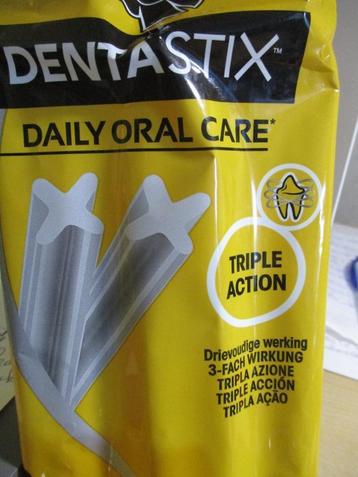 DENTASTIX™
DAILY ORAL CARE*
TRIPLE
ACTION
Drievoudige werking
3-FACH WIRKUNG
TRIPLA AZIONE
TRIPLE ACCIÓN
TRIPLA AÇÃO